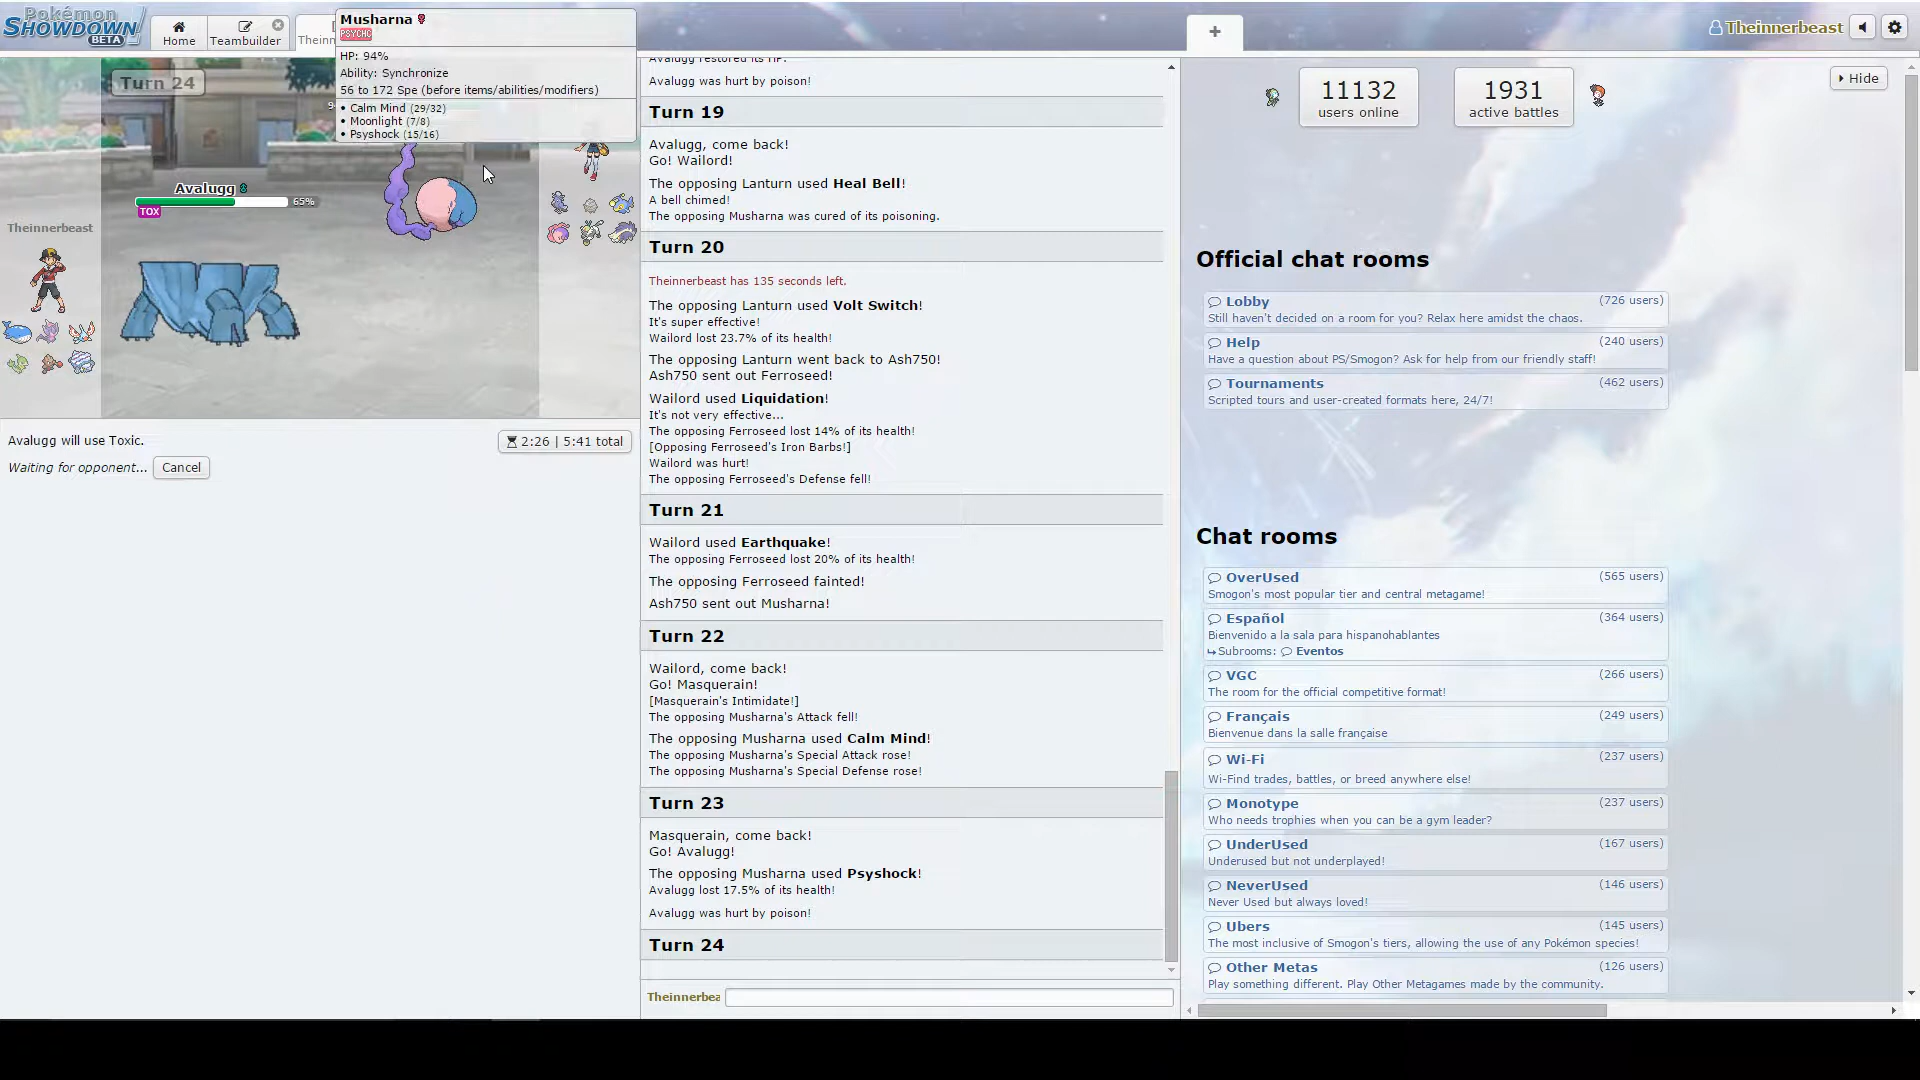 Pokémon
SHOWDOWN!
BETA
Home
Teambuilder
Theinn
Musharna
PSYCHC
HP: 94%
Ability: Synchronize
56 to 172 Spe (before items/abilities/modifiers)
• Calm Mind (29/32)
• Moonlight (7/8)
• Psyshock (15/16)
+
Theinnerbeast
Turn 24
Avalugg
65%
TOX
Theinnerbeast
Avalugg will use Toxic.
2:26 | 5:41 total
Waiting for opponent...
Cancel
Avalugg restored its HP.
Avalugg was hurt by poison!
Turn 19
Avalugg, come back!
Go! Wailord!
The opposing Lanturn used Heal Bell!
A bell chimed!
The opposing Musharna was cured of its poisoning.
Turn 20
Theinnerbeast has 135 seconds left.
The opposing Lanturn used Volt Switch!
It's super effective!
Wailord lost 23.7% of its health!
The opposing Lanturn went back to Ash750!
Ash750 sent out Ferroseed!
Wailord used Liquidation!
It's not very effective...
The opposing Ferroseed lost 14% of its health!
[Opposing Ferroseed's Iron Barbs!]
Wailord was hurt!
The opposing Ferroseed's Defense fell!
Turn 21
Wailord used Earthquake!
The opposing Ferroseed lost 20% of its health!
The opposing Ferroseed fainted!
Ash750 sent out Musharna!
Turn 22
Wailord, come back!
Go! Masquerain!
[Masquerain's Intimidate!]
The opposing Musharna's Attack fell!
The opposing Musharna used Calm Mind!
The opposing Musharna's Special Attack rose!
The opposing Musharna's Special Defense rose!
Turn 23
Masquerain, come back!
Go! Avalugg!
The opposing Musharna used Psyshock!
Avalugg lost 17.5% of its health!
Avalugg was hurt by poison!
Turn 24
Theinnerbea
11132
users online
1931
active battles
Hide
Official chat rooms
Lobby (726 users)
Still haven't decided on a room for you? Relax here amidst the chaos.
Help (240 users)
Have a question about PS/Smogon? Ask for help from our friendly staff!
Tournaments (462 users)
Scripted tours and user-created formats here, 24/7!
Chat rooms
OverUsed (565 users)
Smogon's most popular tier and central metagame!
Español (364 users)
Bienvenido a la sala para hispanohablantes
↳Subrooms: Eventos
VGC (266 users)
The room for the official competitive format!
Français (249 users)
Bienvenue dans la salle française
Wi-Fi (237 users)
Wi-Find trades, battles, or breed anywhere else!
Monotype (237 users)
Who needs trophies when you can be a gym leader?
UnderUsed (167 users)
Underused but not underplayed!
NeverUsed (146 users)
Never Used but always loved!
Ubers (145 users)
The most inclusive of Smogon's tiers, allowing the use of any Pokémon species!
Other Metas (126 users)
Play something different. Play Other Metagames made by the community.